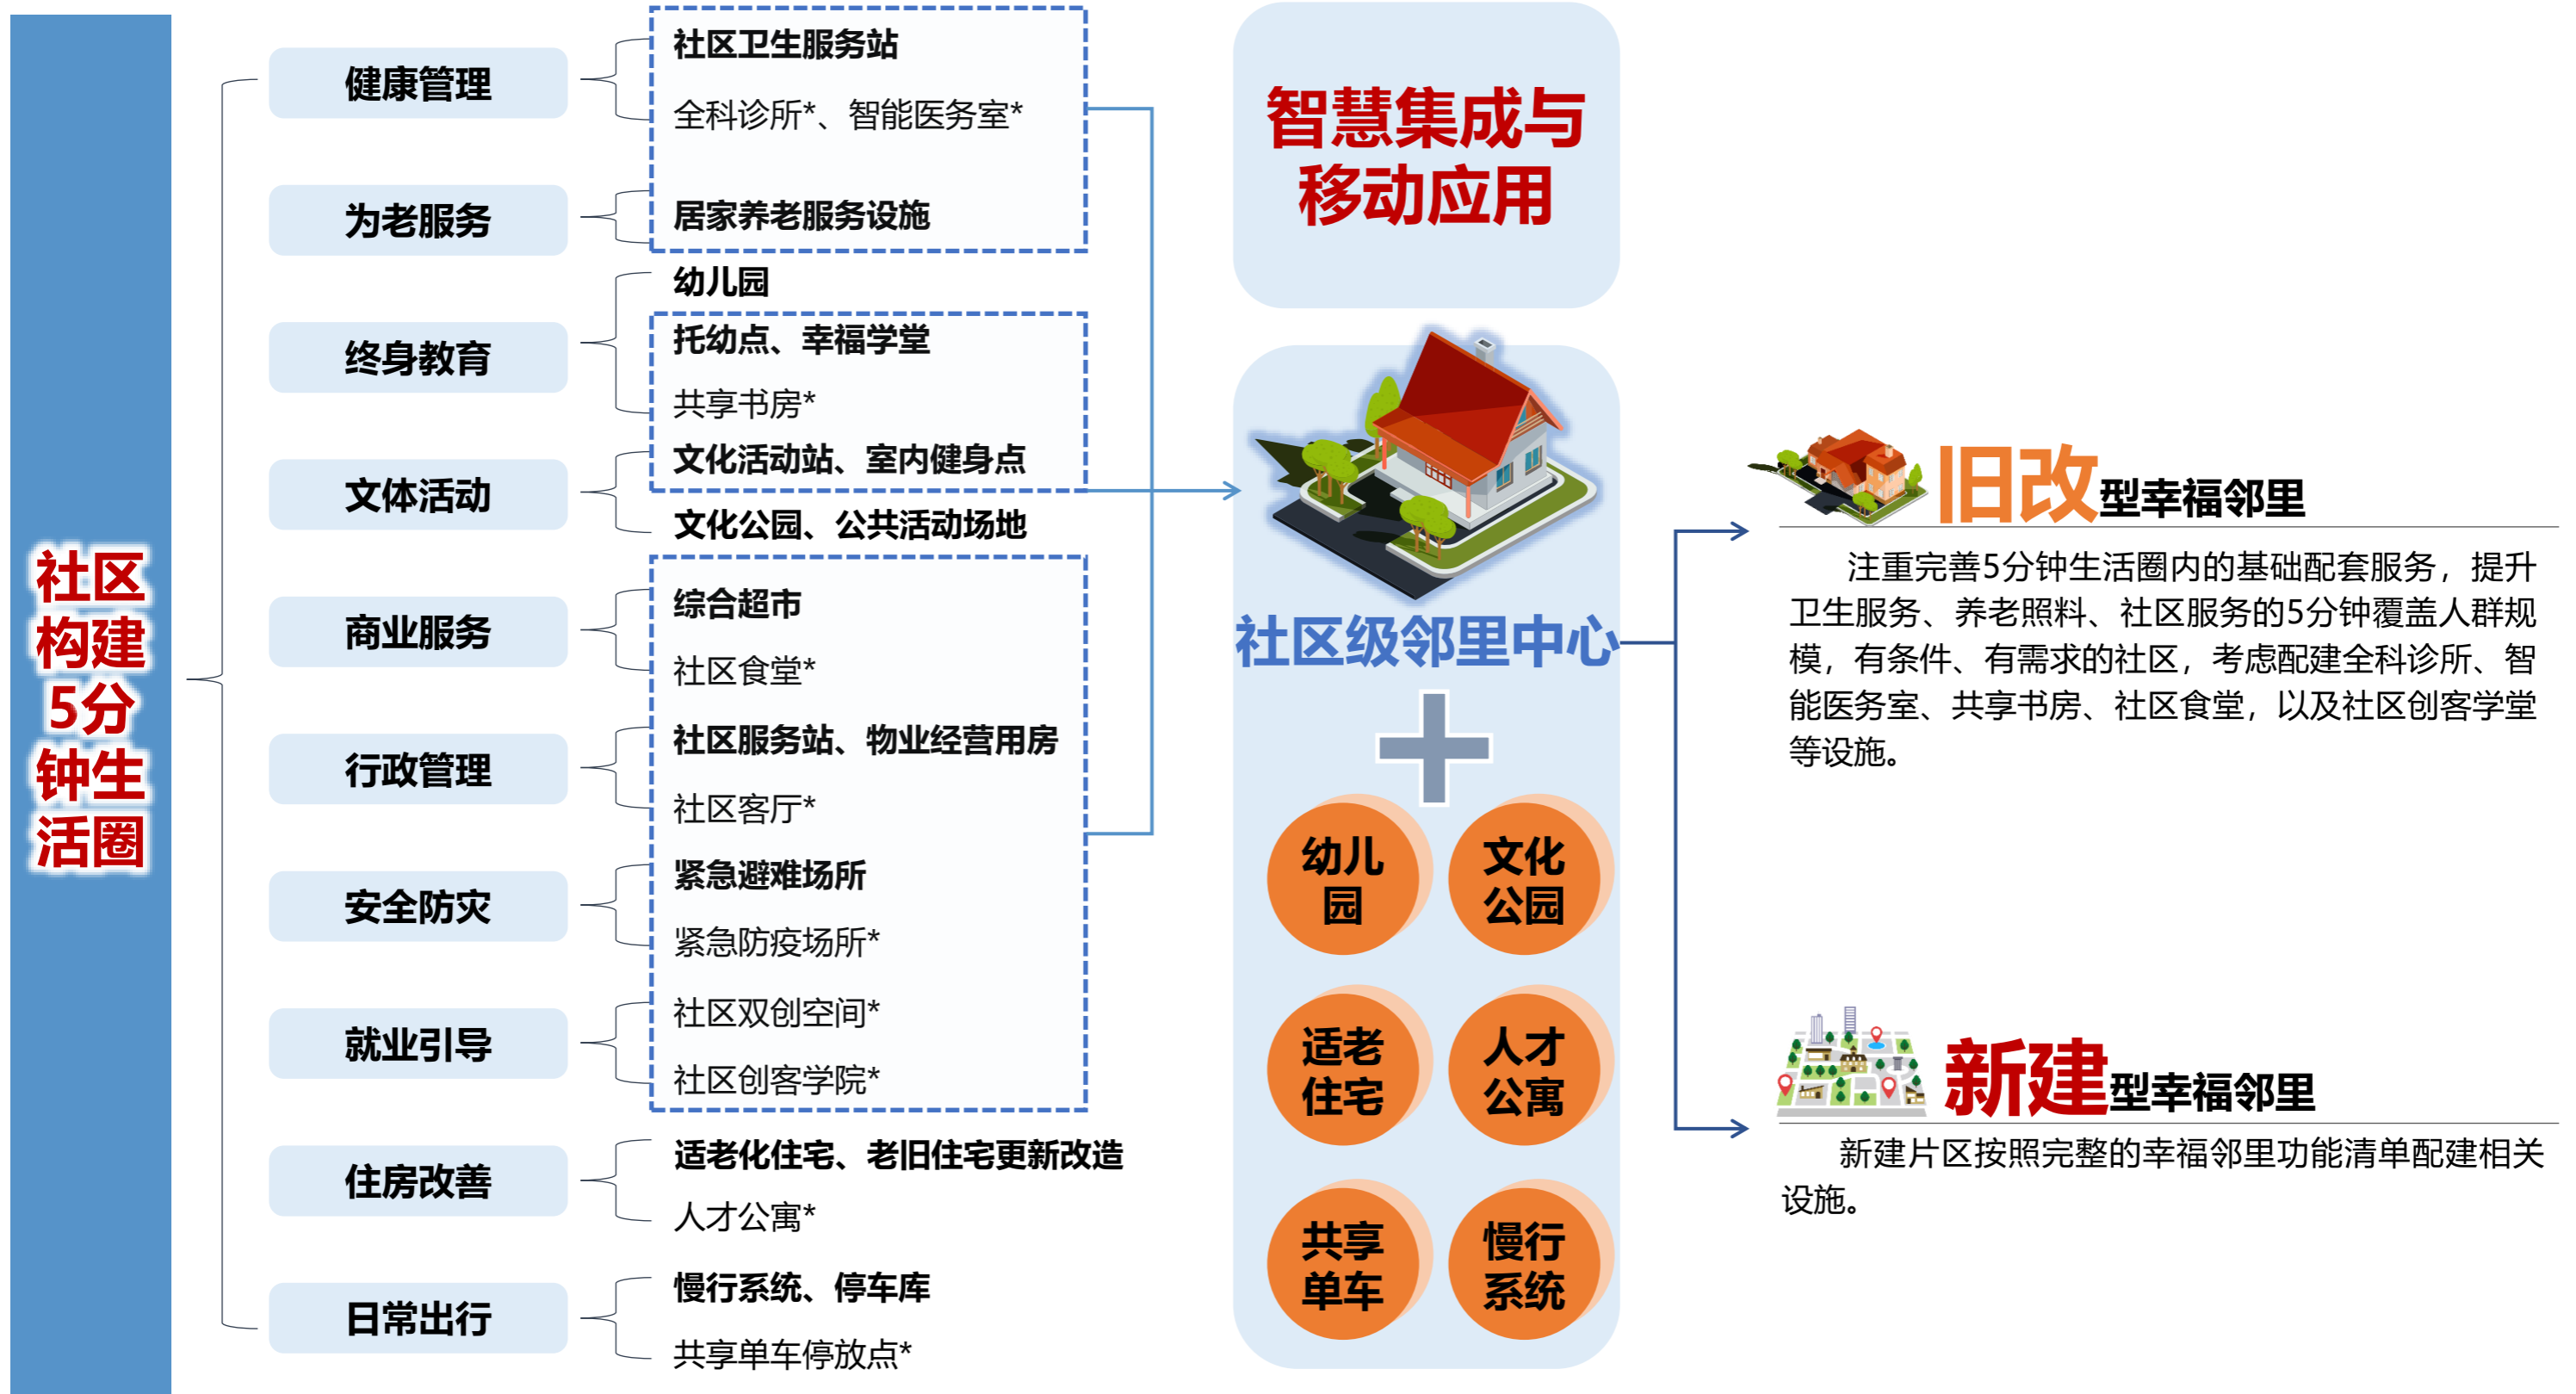 社区
构建
5分
钟生
活圈
健康管理
社区卫生服务站
全科诊所*、智能医务室*
为老服务
居家养老服务设施
终身教育
幼儿园
托幼点、幸福学堂
共享书房*
文体活动
文化活动站、室内健身点
文化公园、公共活动场地
商业服务
综合超市
社区食堂*
行政管理
社区服务站、物业经营用房
社区客厅*
安全防灾
紧急避难场所
紧急防疫场所*
就业引导
社区双创空间*
社区创客学院*
住房改善
适老化住宅、老旧住宅更新改造
人才公寓*
日常出行
慢行系统、停车库
共享单车停放点*
智慧集成与
移动应用
社区级邻里中心
幼儿
园
文化
公园
适老
住宅
人才
公寓
共享
单车
慢行
系统
旧改型幸福邻里
注重完善5分钟生活圈内的基础配套服务，提升
卫生服务、养老照料、社区服务的5分钟覆盖人群规
模，有条件、有需求的社区，考虑配建全科诊所、智
能医务室、共享书房、社区食堂，以及社区创客学堂
等设施。
新建型幸福邻里
新建片区按照完整的幸福邻里功能清单配建相关
设施。